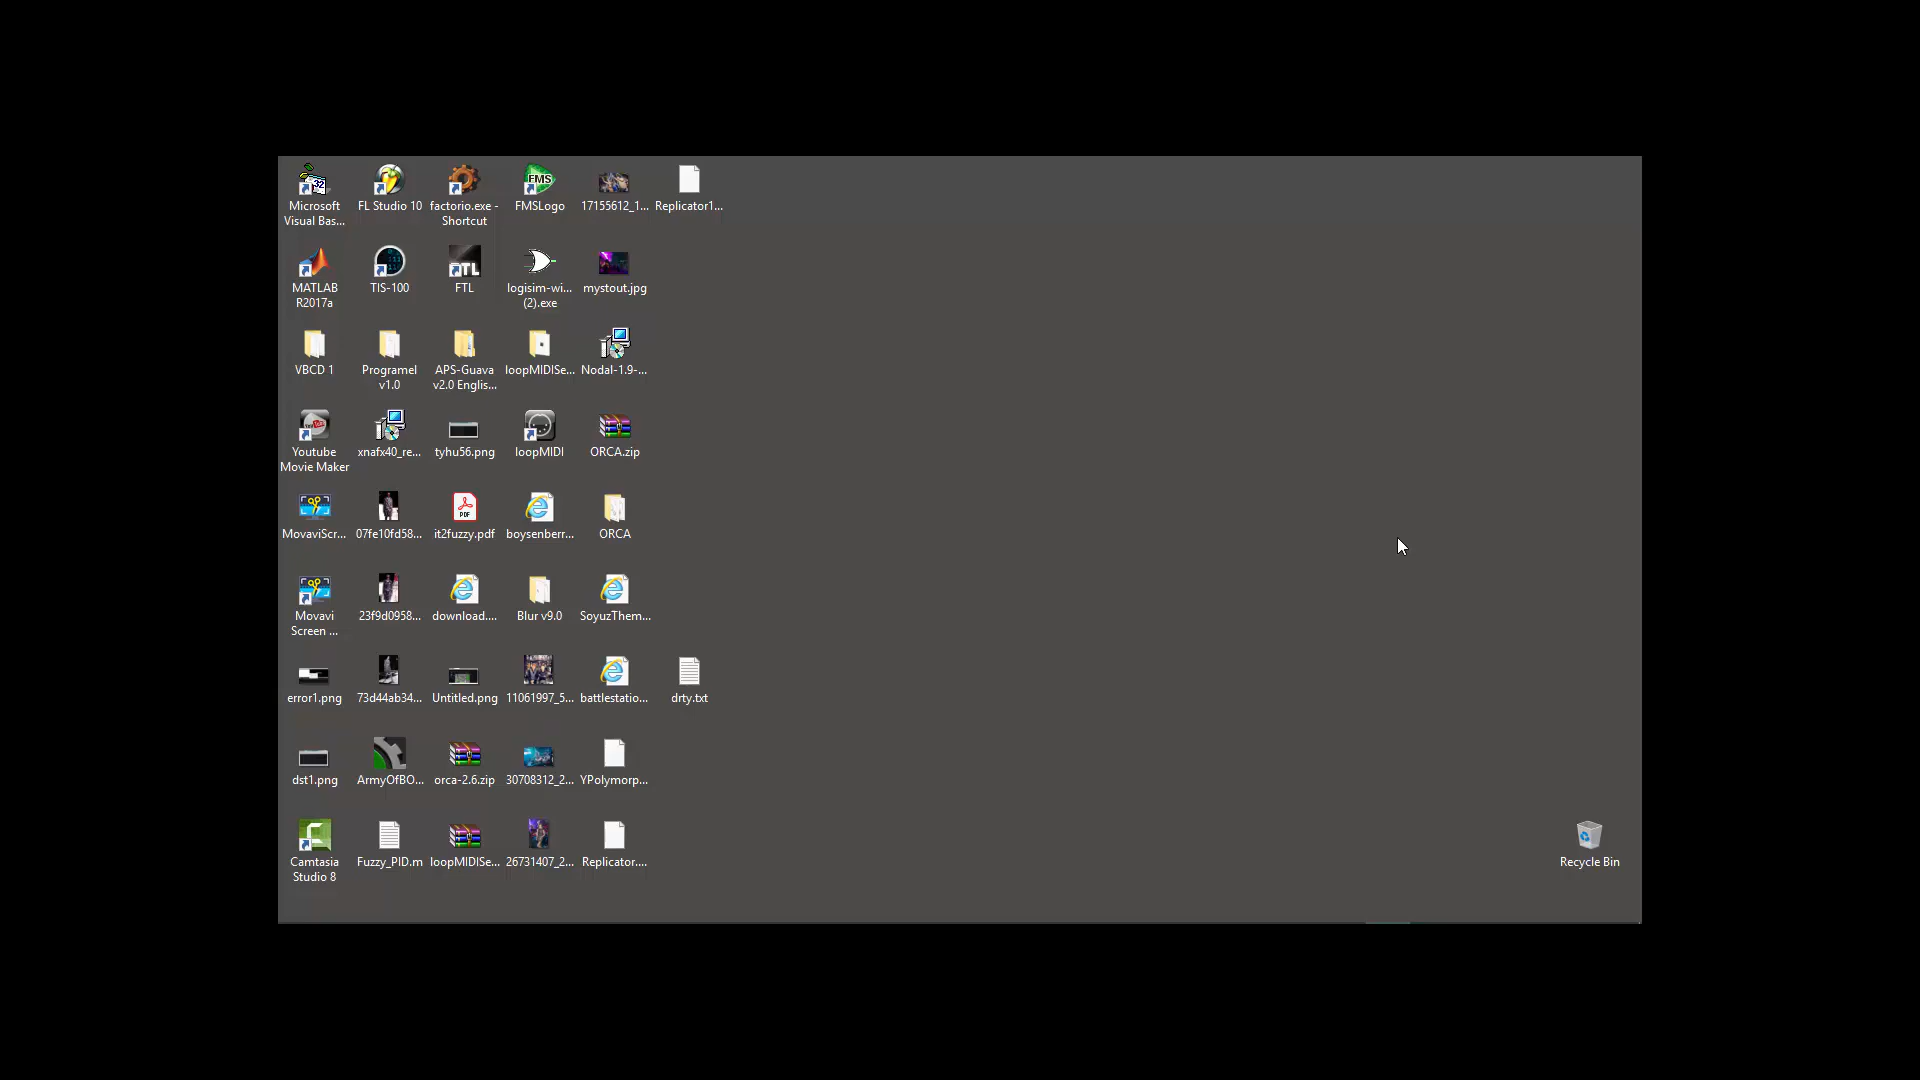 Microsoft
Visual Bas...
FL Studio 10
factorio.exe -
Shortcut
FMS
FMSLogo
17155612_1...
Replicator1...
MATLAB
R2017a
TIS-100
FTL
logisim-wi...
(2).exe
mystout.jpg
VBCD 1
Programel
v1.0
APS-Guava
v2.0 Englis...
loopMIDISe...
Nodal-1.9-...
Youtube
Movie Maker
xnafx40_re...
tyhu56.png
loopMIDI
ORCA.zip
MovaviScr...
07fe10fd58...
PDF
it2fuzzy.pdf
boysenberr...
ORCA
Movavi
Screen ...
23f9d0958...
download....
Blur v9.0
SoyuzThem...
error1.png
73d44ab34...
Untitled.png
11061997_5...
battlestatio...
drty.txt
dst1.png
ArmyOfBO...
orca-2.6.zip
30708312_2...
YPolymorp...
Camtasia
Studio 8
Fuzzy_PID.m
loopMIDISe...
26731407_2...
Replicator....
Recycle Bin